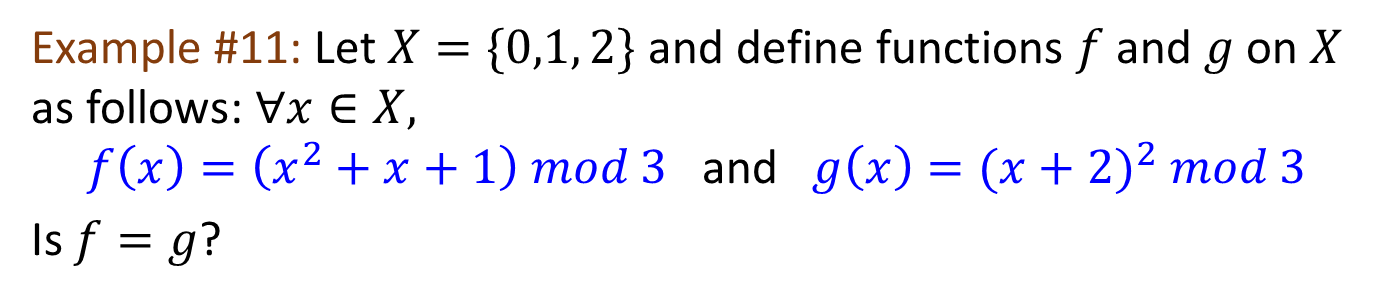 Example #11: Let X = {0,1, 2} and define functions f and g on X
as follows: ∀x ∈ X,
f(x) = (x² + x + 1) mod 3 and g(x) = (x + 2)² mod 3
Is f = g?